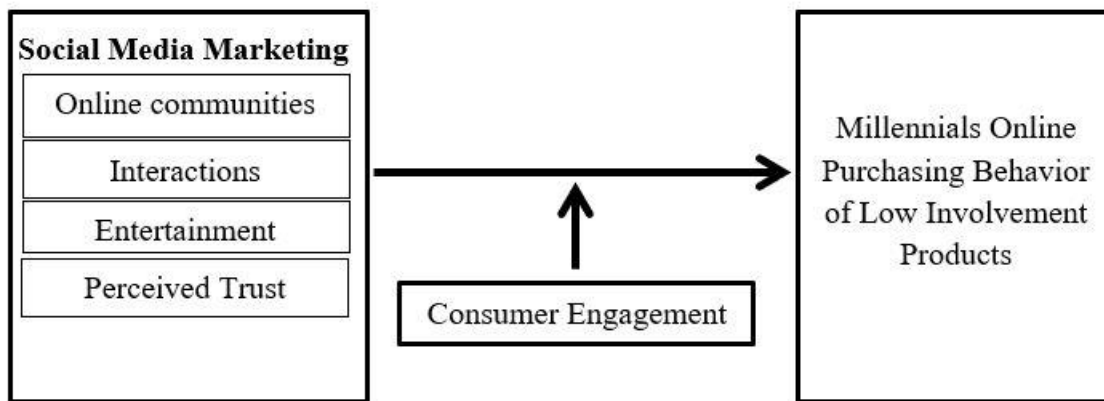 Social Media Marketing
Online communities
Interactions
Entertainment
Perceived Trust
Consumer Engagement
Millennials Online
Purchasing Behavior
of Low Involvement
Products